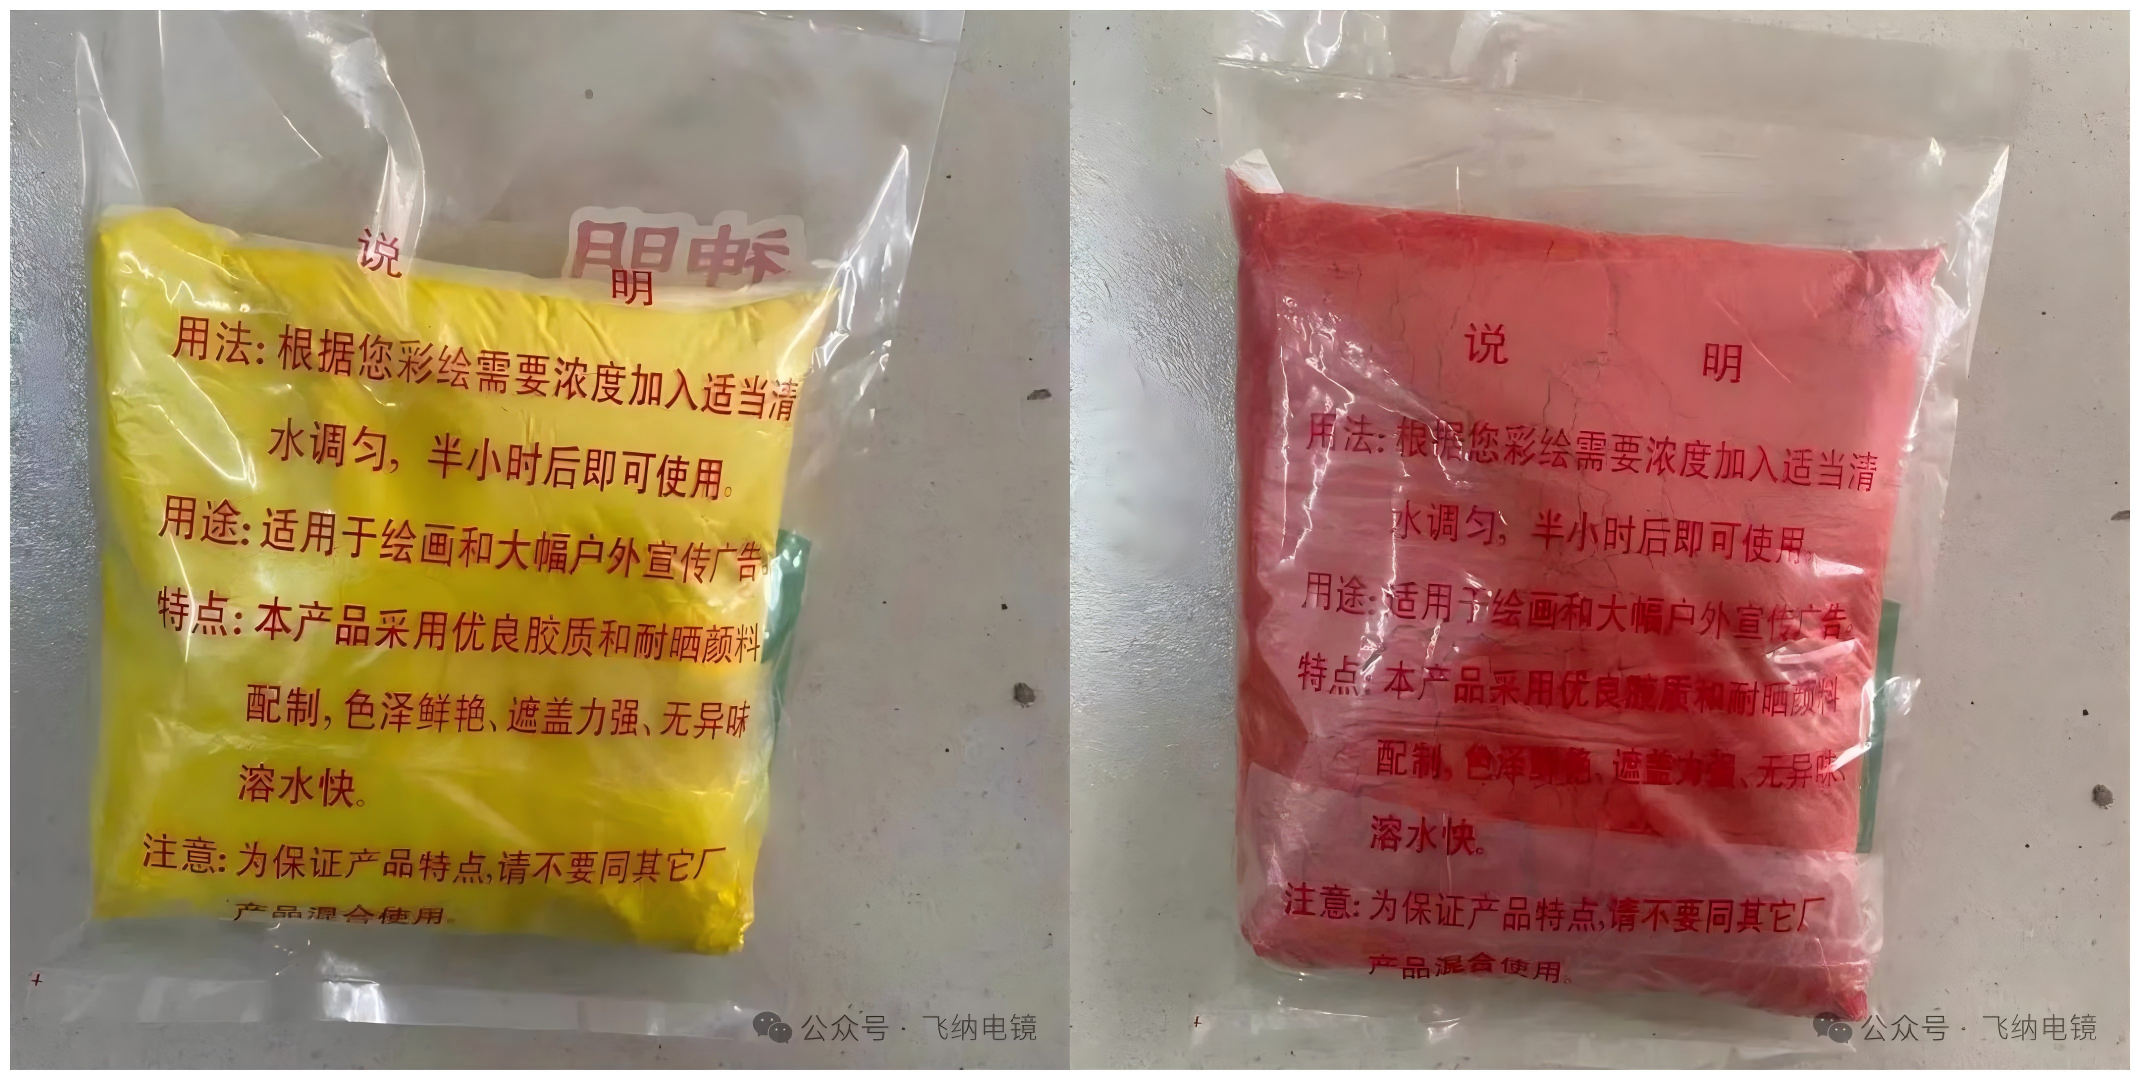 说 明
用法：根据您彩绘需要浓度加入适当清
水调匀，半小时后即可使用。
用途：适用于绘画和大幅户外宣传广告。
特点：本产品采用优良胶质和耐晒颜料
配制，色泽鲜艳、遮盖力强、无异味
溶水快。
注意：为保证产品特点，请不要同其它厂
产品混合使用。
公众号 · 飞纳电镜
说 明
用法：根据您彩绘需要浓度加入适当清
水调匀，半小时后即可使用。
用途：适用于绘画和大幅户外宣传广告。
特点：本产品采用优良胶质和耐晒颜料
配制，色泽鲜艳、遮盖力强、无异味
溶水快。
注意：为保证产品特点，请不要同其它厂
产品混合使用。
公众号 · 飞纳电镜